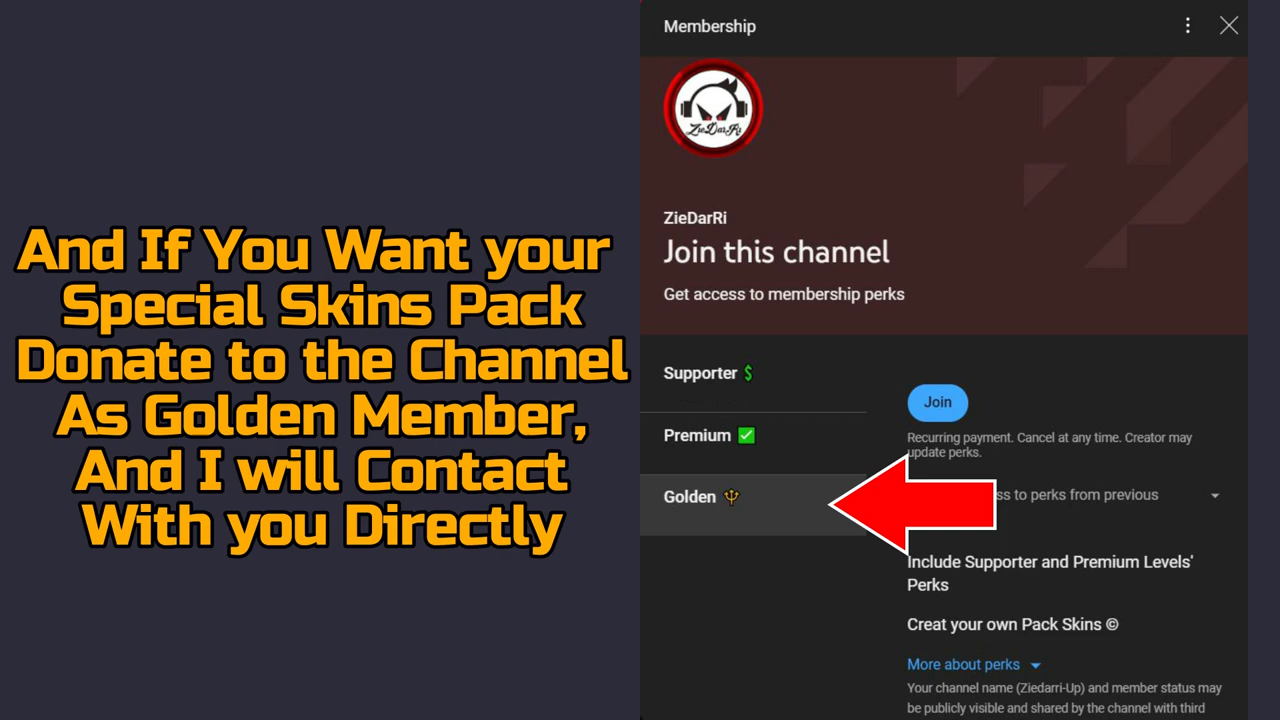 And If You Want your
Special Skins Pack
Donate to the Channel
As Golden Member,
And I will Contact
With you Directly
Membership
ZieDarRi
ZieDarRi
Join this channel
Get access to membership perks
Supporter $
Join
Recurring payment. Cancel at any time. Creator may
update perks.
Premium ✅
Golden 🔱
ss to perks from previous
Include Supporter and Premium Levels'
Perks
Creat your own Pack Skins ©
More about perks
Your channel name (Ziedarri-Up) and member status may
be publicly visible and shared by the channel with third